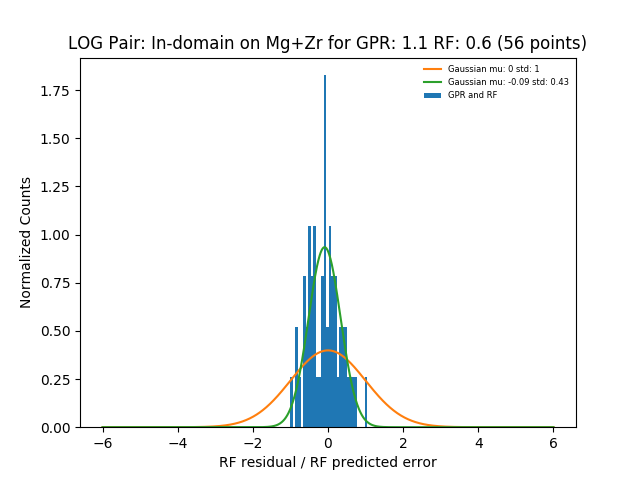 LOG Pair: In-domain on Mg+Zr for GPR: 1.1 RF: 0.6 (56 points)
Gaussian mu: 0 std: 1
Gaussian mu: -0.09 std: 0.43
GPR and RF
Normalized Counts
1.75
1.50
1.25
1.00
0.75
0.50
0.25
0.00
−6 −4 −2 0 2 4 6
RF residual / RF predicted error